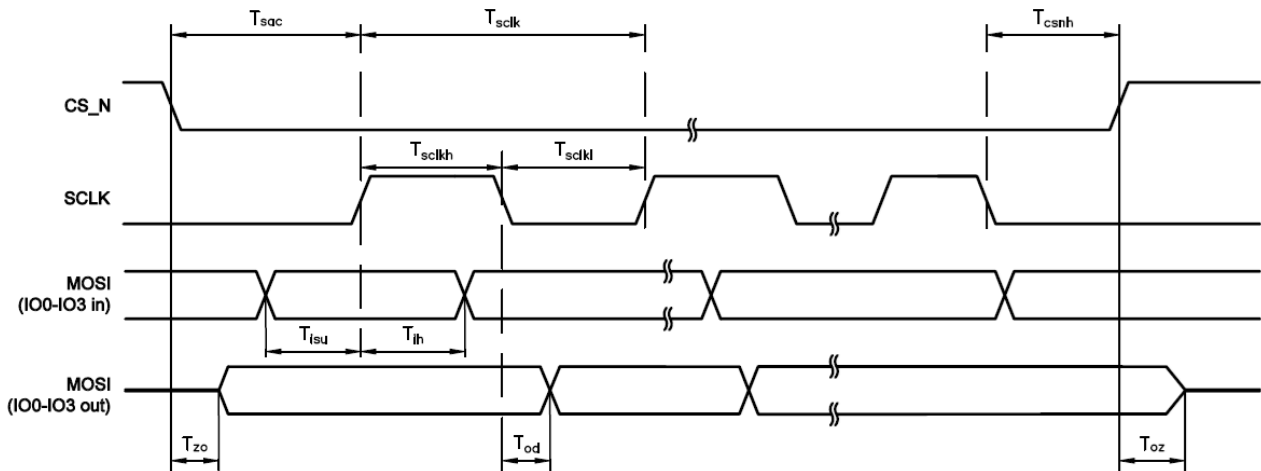 Tsac
Tsclk
Tcsnh
CS_N
Tsclkh
Tsclkl
SCLK
MOSI
(IO0-IO3 in)
Tisu
Tih
MOSI
(IO0-IO3 out)
Tzo
Tod
Toz